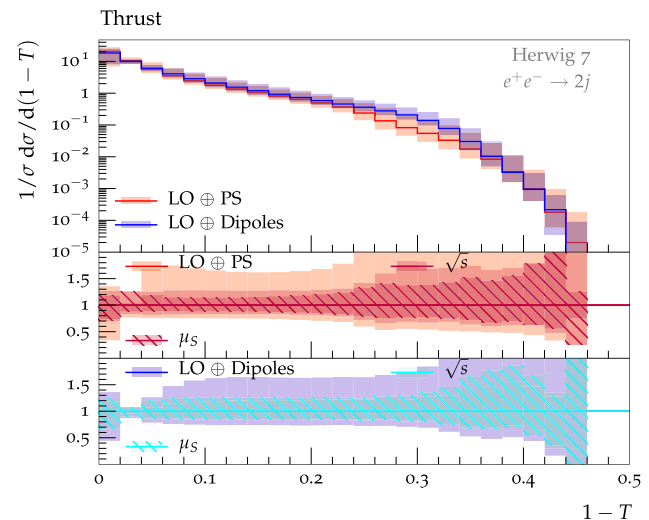 Thrust
1/σ dσ/d(1 − T)
Herwig 7
e⁺e⁻ → 2j
10¹
1
10⁻¹
10⁻²
10⁻³
10⁻⁴
10⁻⁵
LO ⊕ PS
LO ⊕ Dipoles
LO ⊕ PS
√s
1.5
1
0.5
μ_S
LO ⊕ Dipoles
√s
1.5
1
0.5
μ_S
0 0.1 0.2 0.3 0.4 0.5
1 − T